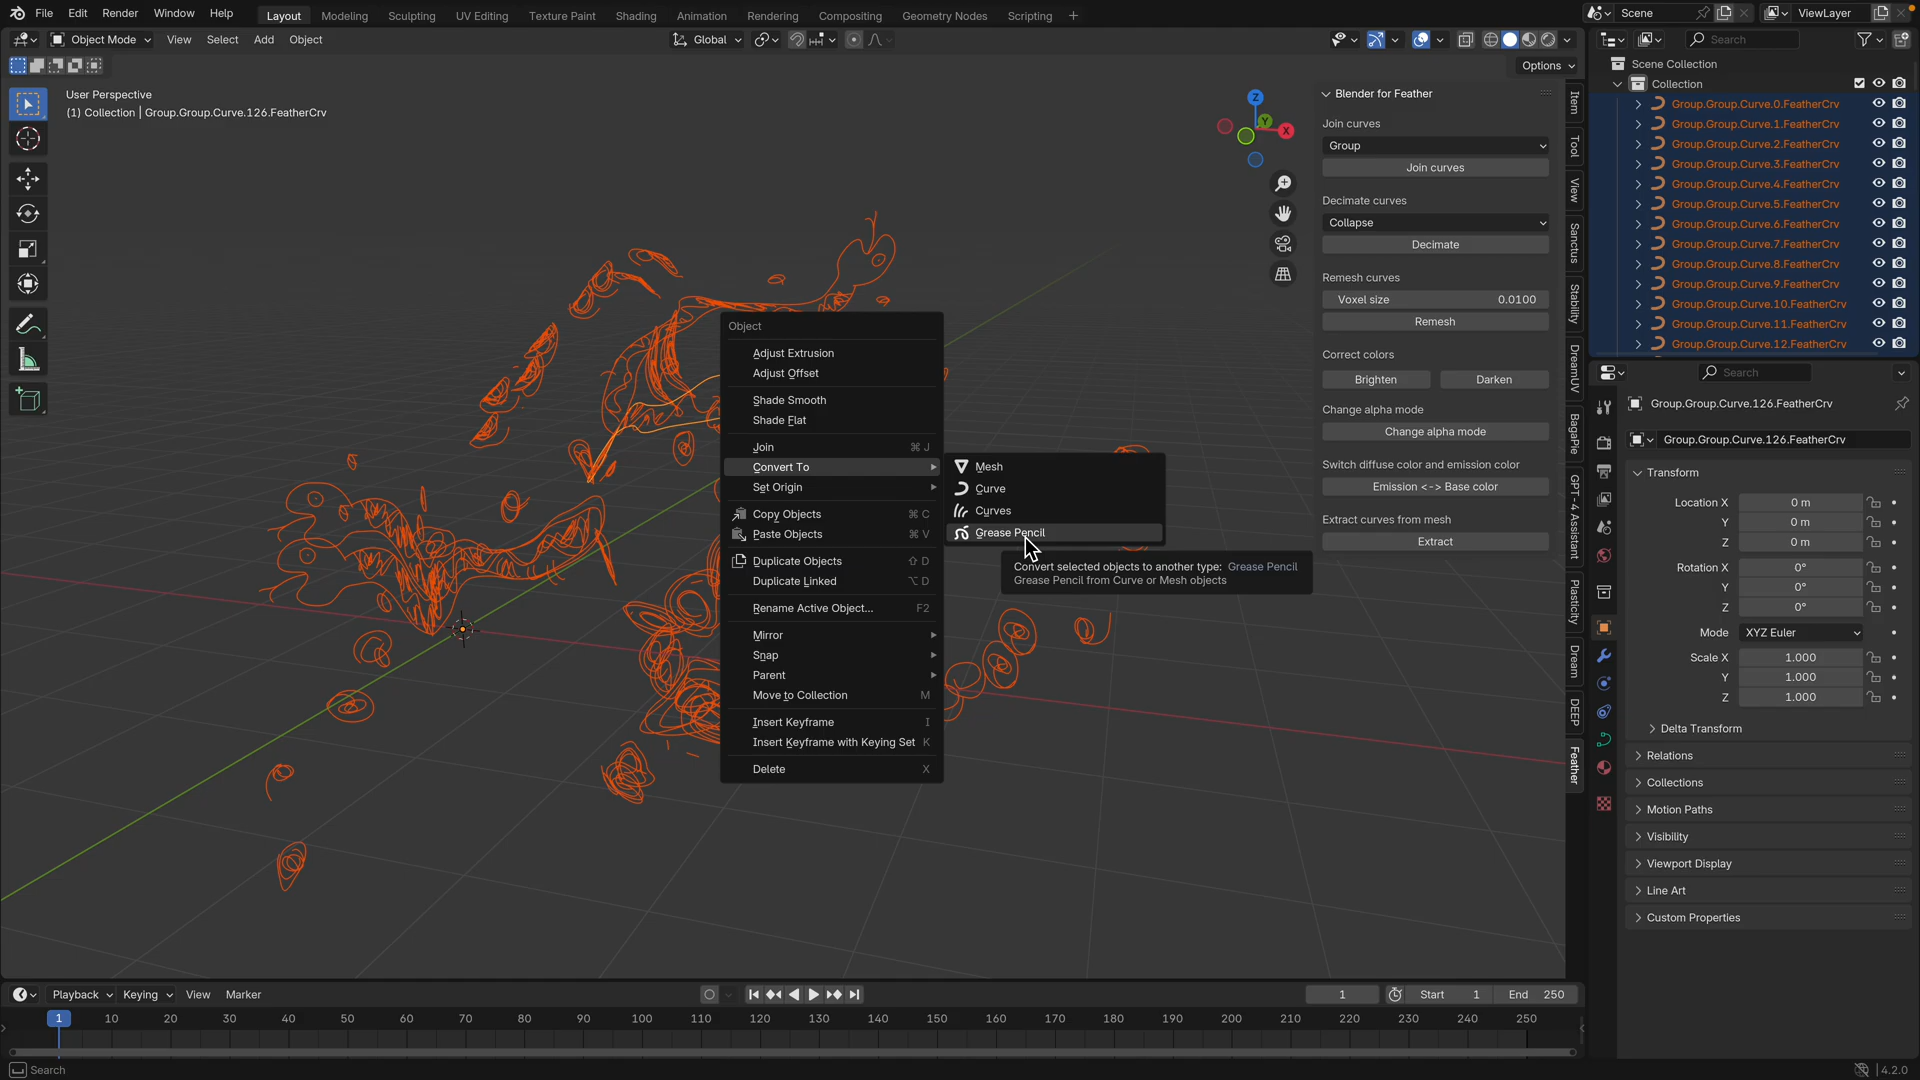 File Edit Render Window Help Layout Modeling Sculpting UV Editing Texture Paint Shading Animation Rendering Compositing Geometry Nodes Scripting + Scene ViewLayer
Object Mode View Select Add Object Global Search
Options
User Perspective
(1) Collection | Group.Group.Curve.126.FeatherCrv
Z
Y
X
Object
Adjust Extrusion
Adjust Offset
Shade Smooth
Shade Flat
Join ⌘ J
Convert To
Set Origin
Copy Objects ⌘ C
Paste Objects ⌘ V
Duplicate Objects ⇧ D
Duplicate Linked ⌥ D
Rename Active Object... F2
Mirror
Snap
Parent
Move to Collection M
Insert Keyframe I
Insert Keyframe with Keying Set K
Delete X
Mesh
Curve
Curves
Grease Pencil
Convert selected objects to another type: Grease Pencil
Grease Pencil from Curve or Mesh objects
Blender for Feather
Join curves
Group
Join curves
Decimate curves
Collapse
Decimate
Remesh curves
Voxel size 0.0100
Remesh
Correct colors
Brighten Darken
Change alpha mode
Change alpha mode
Switch diffuse color and emission color
Emission <-> Base color
Extract curves from mesh
Extract
Item
Tool
View
Sanctus
Stability
DreamUV
BagaPie
GPT-4 Assistant
Plasticity
Dream
DEEP
Feather
Scene Collection
Collection
Group.Group.Curve.0.FeatherCrv
Group.Group.Curve.1.FeatherCrv
Group.Group.Curve.2.FeatherCrv
Group.Group.Curve.3.FeatherCrv
Group.Group.Curve.4.FeatherCrv
Group.Group.Curve.5.FeatherCrv
Group.Group.Curve.6.FeatherCrv
Group.Group.Curve.7.FeatherCrv
Group.Group.Curve.8.FeatherCrv
Group.Group.Curve.9.FeatherCrv
Group.Group.Curve.10.FeatherCrv
Group.Group.Curve.11.FeatherCrv
Group.Group.Curve.12.FeatherCrv
Search
Group.Group.Curve.126.FeatherCrv
Group.Group.Curve.126.FeatherCrv
Transform
Location X 0 m
Y 0 m
Z 0 m
Rotation X 0°
Y 0°
Z 0°
Mode XYZ Euler
Scale X 1.000
Y 1.000
Z 1.000
Delta Transform
Relations
Collections
Motion Paths
Visibility
Viewport Display
Line Art
Custom Properties
Playback Keying View Marker 1 Start 1 End 250
1 10 20 30 40 50 60 70 80 90 100 110 120 130 140 150 160 170 180 190 200 210 220 230 240 250
Search 4.2.0